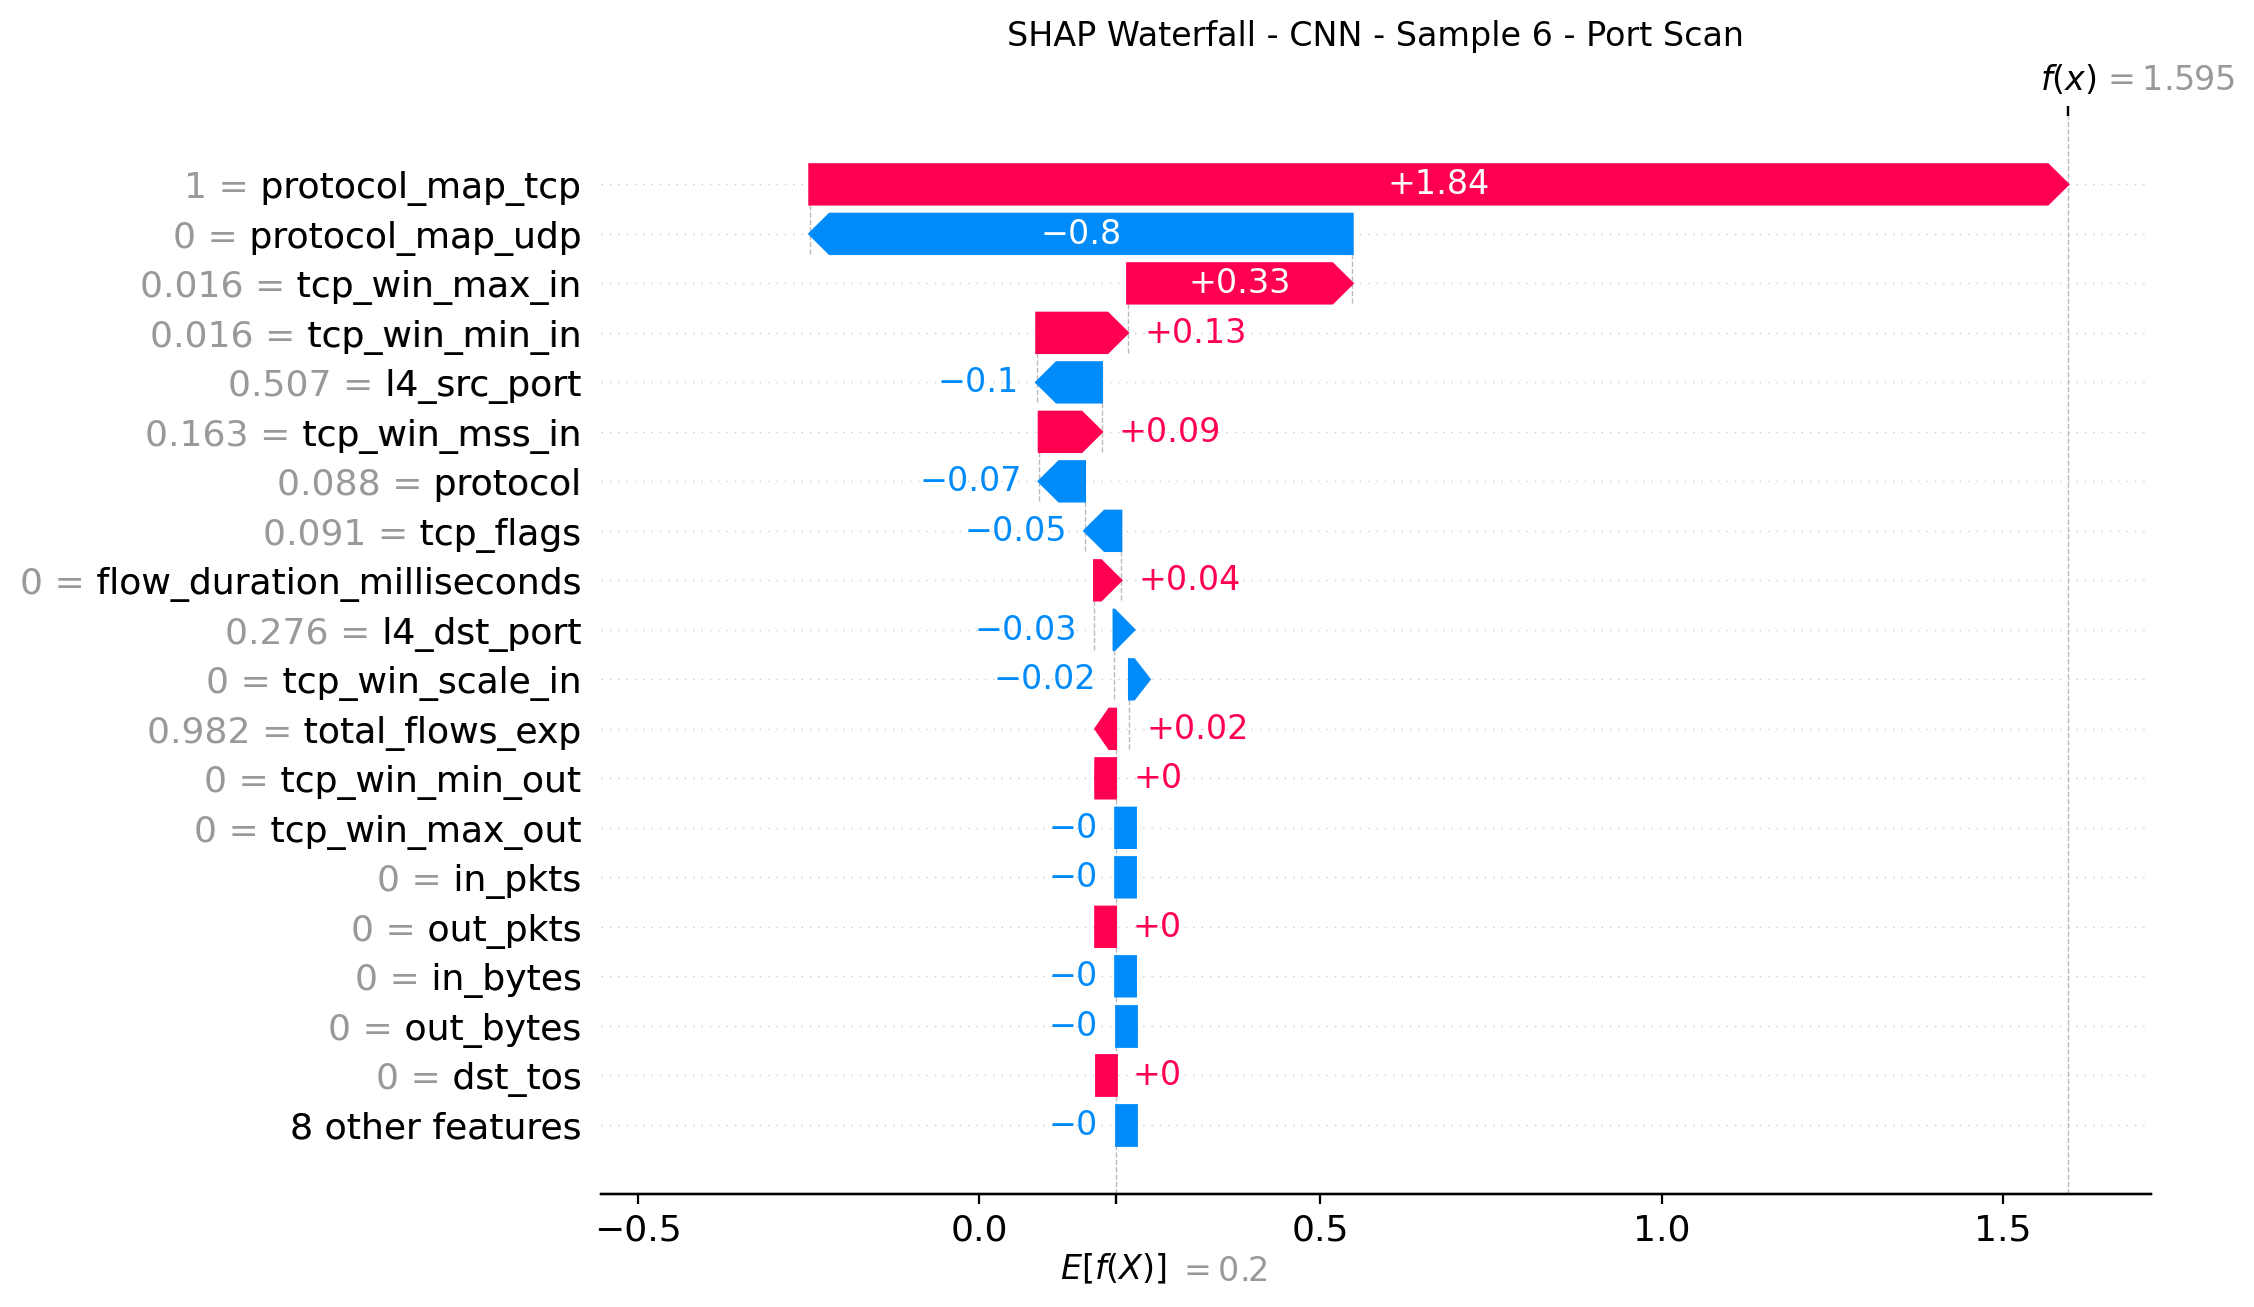 SHAP Waterfall - CNN - Sample 6 - Port Scan
f(x) = 1.595
1 = protocol_map_tcp +1.84
0 = protocol_map_udp −0.8
0.016 = tcp_win_max_in +0.33
0.016 = tcp_win_min_in +0.13
0.507 = l4_src_port −0.1
0.163 = tcp_win_mss_in +0.09
0.088 = protocol −0.07
0.091 = tcp_flags −0.05
0 = flow_duration_milliseconds +0.04
0.276 = l4_dst_port −0.03
0 = tcp_win_scale_in −0.02
0.982 = total_flows_exp +0.02
0 = tcp_win_min_out +0
0 = tcp_win_max_out −0
0 = in_pkts −0
0 = out_pkts +0
0 = in_bytes −0
0 = out_bytes −0
0 = dst_tos +0
8 other features −0
−0.5 0.0 0.5 1.0 1.5
E[f(X)] = 0.2